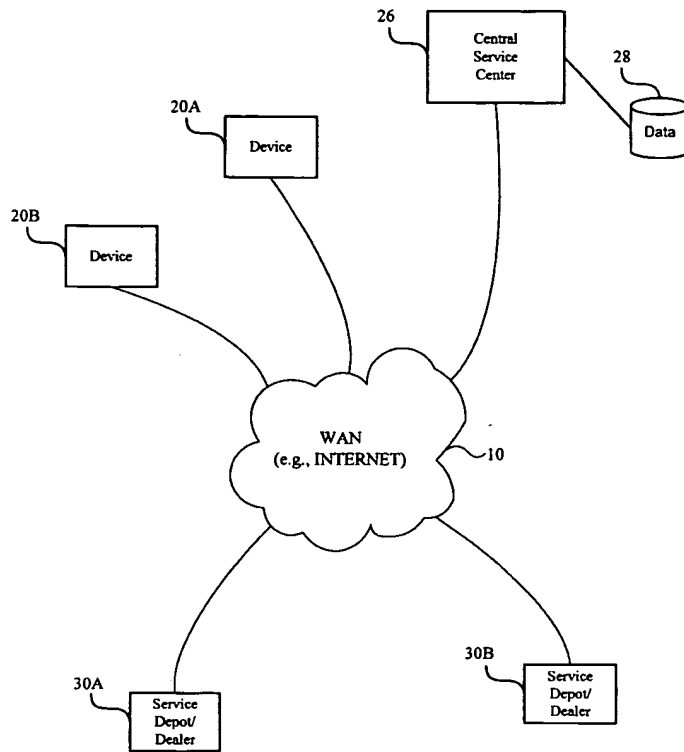 26
Central
Service
Center
28
Data
20A
Device
20B
Device
WAN
(e.g., INTERNET)
10
30A
Service
Depot/
Dealer
30B
Service
Depot/
Dealer